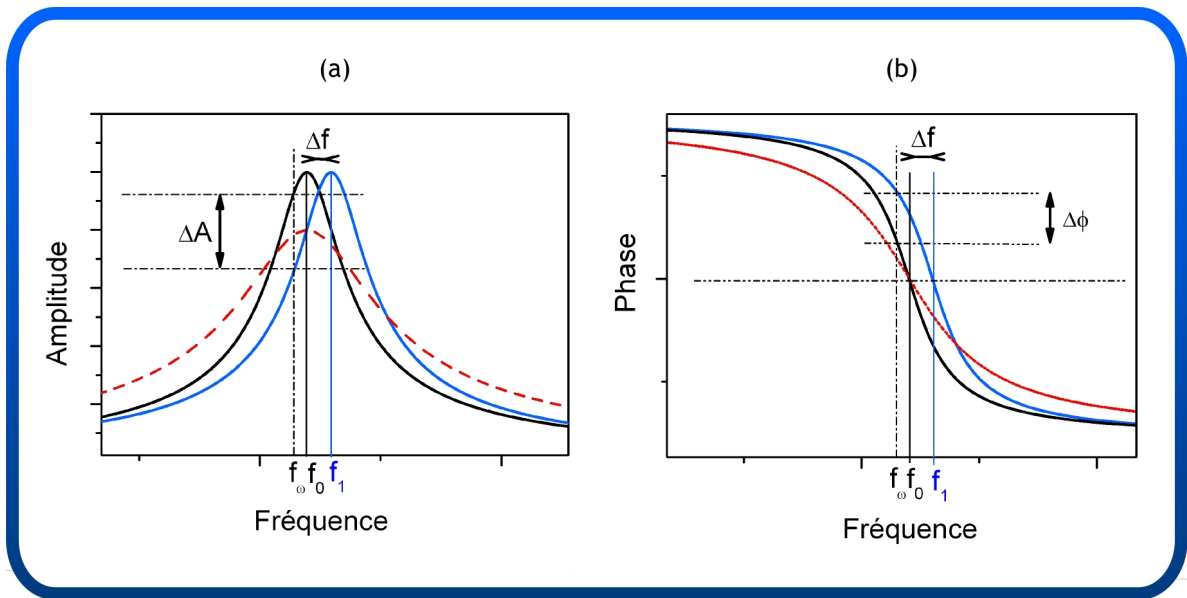 (a)
Δf
ΔA
Amplitude
fω f0 f1
Fréquence
(b)
Δf
Δϕ
Phase
fω f0 f1
Fréquence